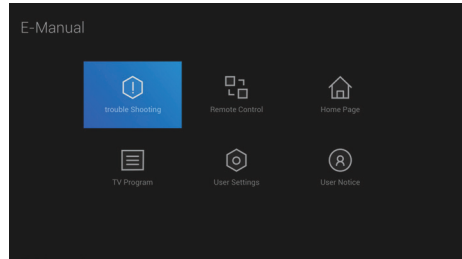 E-Manual
trouble Shooting
Remote Control
Home Page
TV Program
User Settings
User Notice